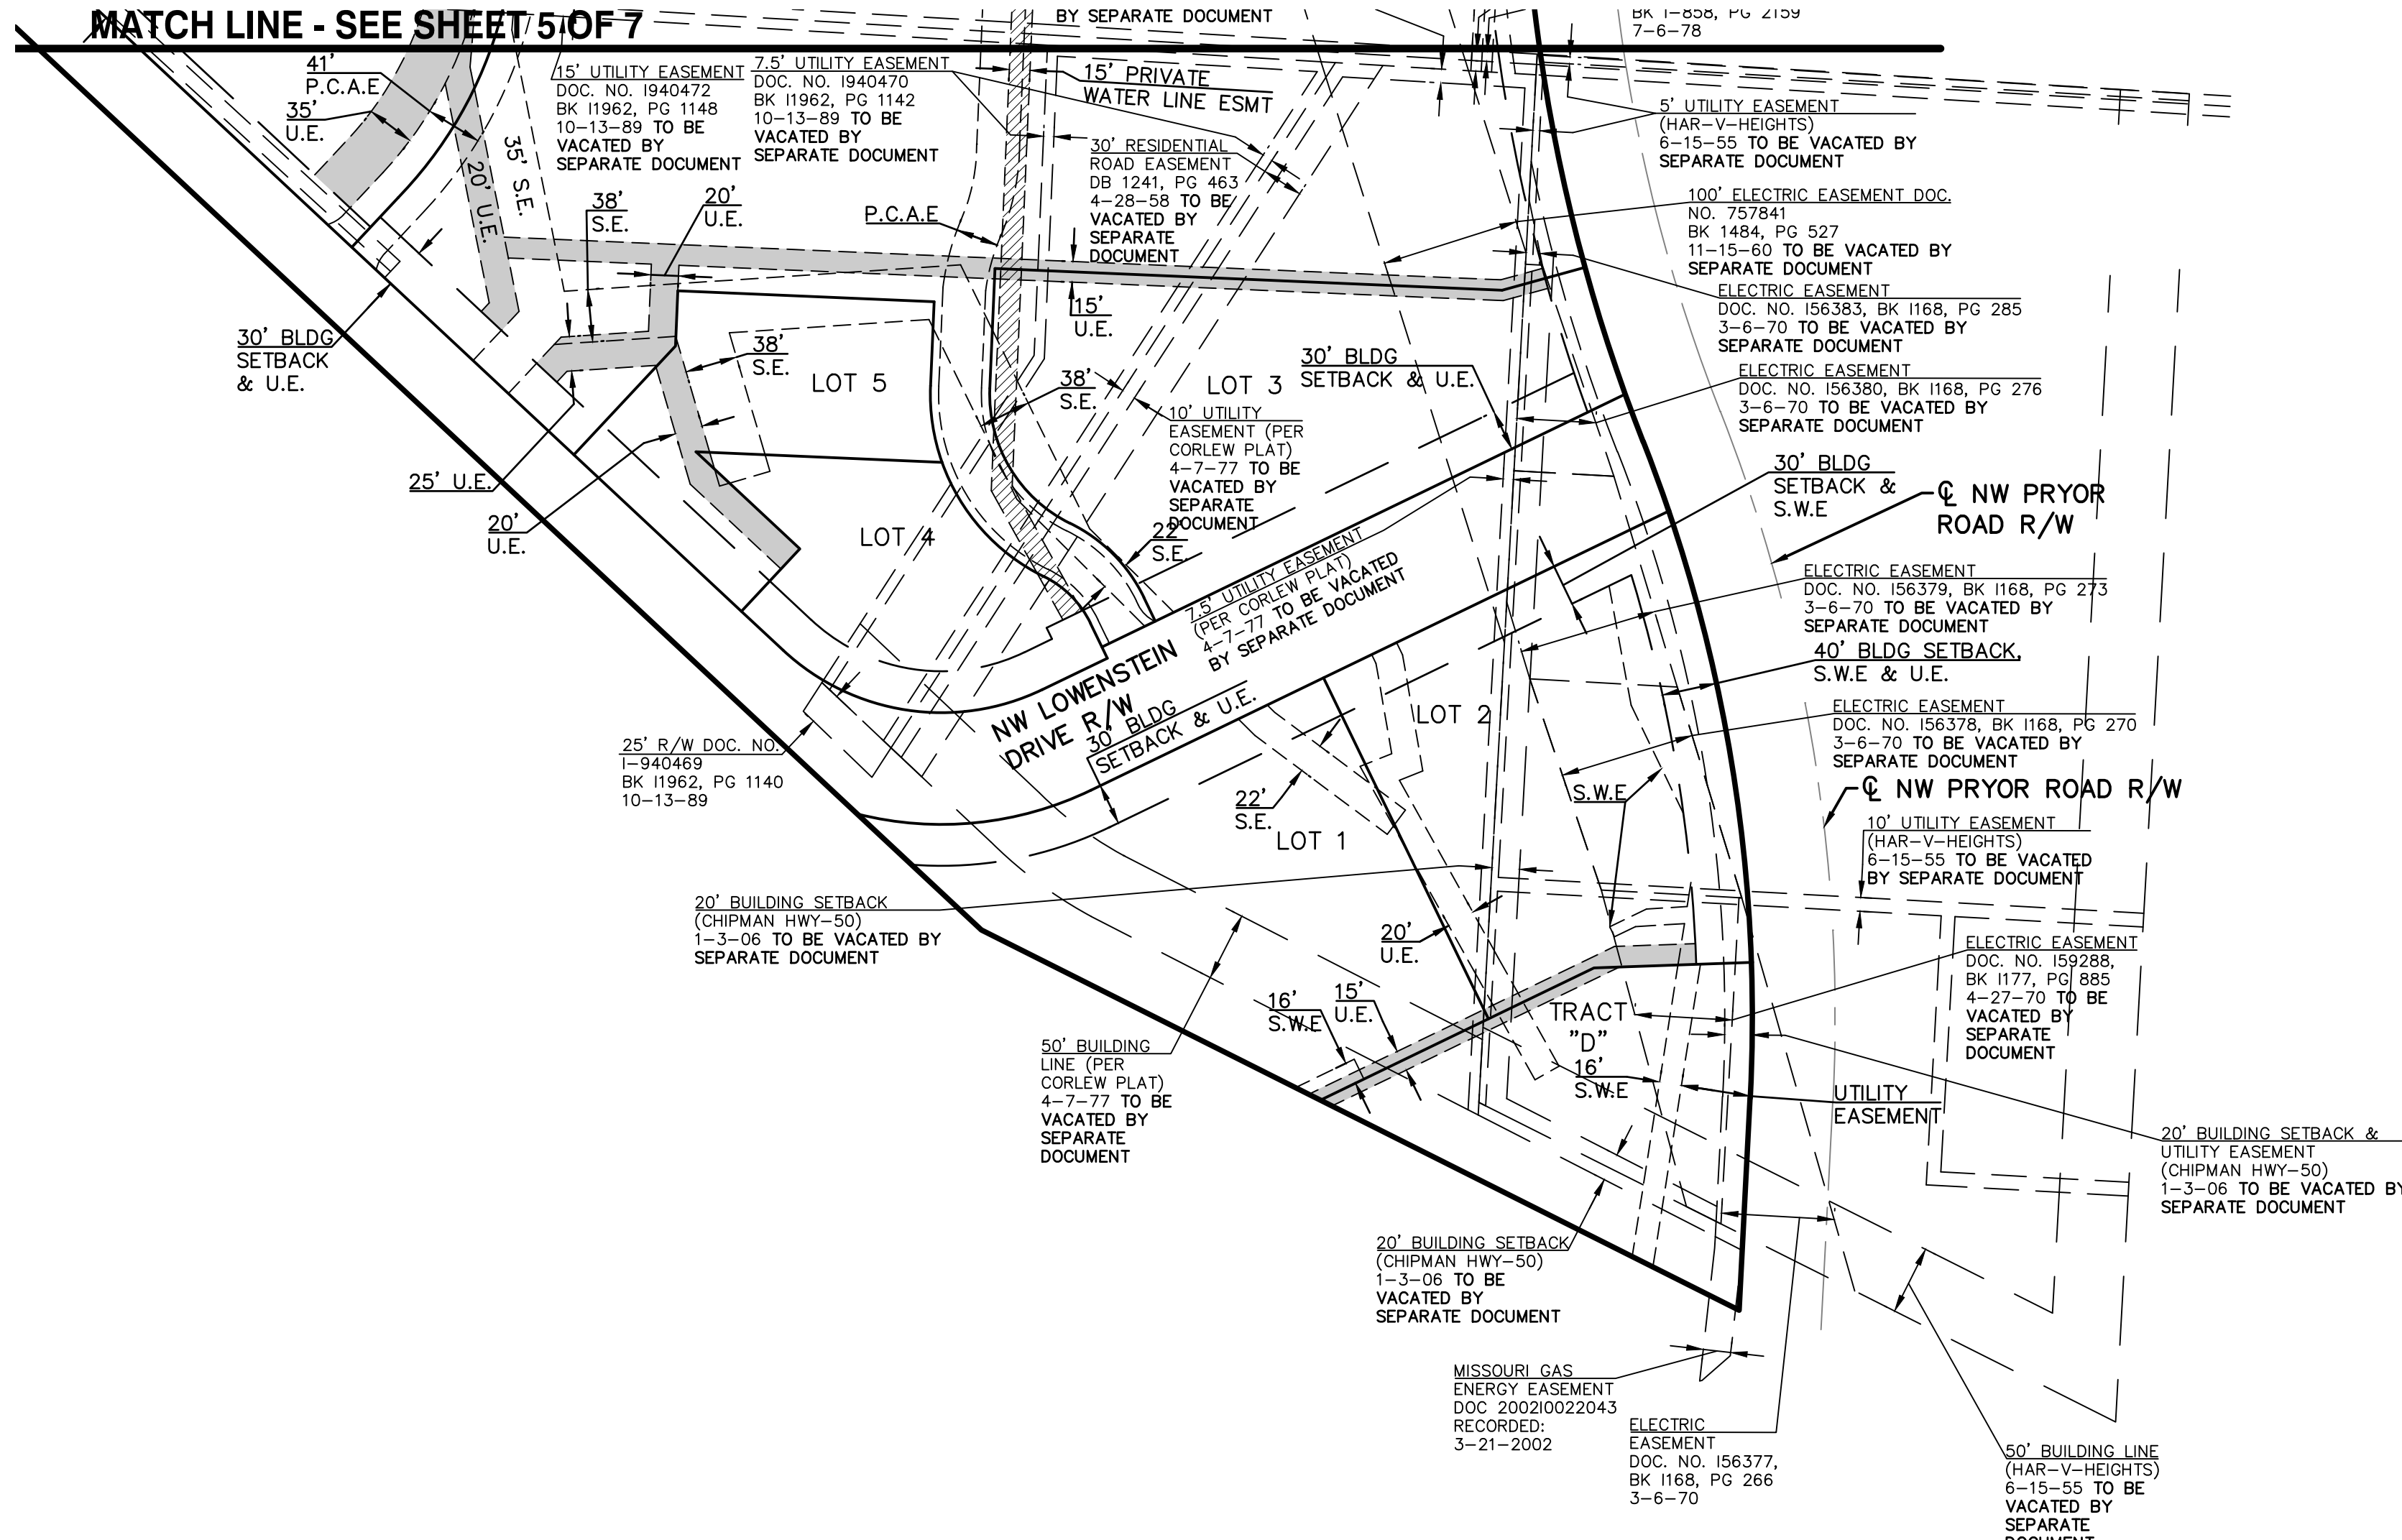 MATCH LINE - SEE SHEET 5 OF 7
BY SEPARATE DOCUMENT
BK I-858, PG 2159
7-6-78
41'
P.C.A.E
35'
U.E.
15' UTILITY EASEMENT
DOC. NO. I940472
BK I1962, PG 1148
10-13-89 TO BE
VACATED BY
SEPARATE DOCUMENT
7.5' UTILITY EASEMENT
DOC. NO. I940470
BK I1962, PG 1142
10-13-89 TO BE
VACATED BY
SEPARATE DOCUMENT
15' PRIVATE
WATER LINE ESMT
30' RESIDENTIAL
ROAD EASEMENT
DB 1241, PG 463
4-28-58 TO BE
VACATED BY
SEPARATE
DOCUMENT
5' UTILITY EASEMENT
(HAR-V-HEIGHTS)
6-15-55 TO BE VACATED BY
SEPARATE DOCUMENT
35' S.E.
20' U.E.
38'
S.E.
20'
U.E.
P.C.A.E
100' ELECTRIC EASEMENT DOC.
NO. 757841
BK 1484, PG 527
11-15-60 TO BE VACATED BY
SEPARATE DOCUMENT
ELECTRIC EASEMENT
DOC. NO. I56383, BK I168, PG 285
3-6-70 TO BE VACATED BY
SEPARATE DOCUMENT
15'
U.E.
30' BLDG
SETBACK
& U.E.
38'
S.E.
LOT 5
38'
S.E.
LOT 3
30' BLDG
SETBACK & U.E.
ELECTRIC EASEMENT
DOC. NO. I56380, BK I168, PG 276
3-6-70 TO BE VACATED BY
SEPARATE DOCUMENT
10' UTILITY
EASEMENT (PER
CORLEW PLAT)
4-7-77 TO BE
VACATED BY
SEPARATE
DOCUMENT
25' U.E.
20'
U.E.
LOT 4
22'
S.E.
30' BLDG
SETBACK &
S.W.E
℄ NW PRYOR
ROAD R/W
7.5' UTILITY EASEMENT
(PER CORLEW PLAT)
4-7-77 TO BE VACATED
BY SEPARATE DOCUMENT
ELECTRIC EASEMENT
DOC. NO. I56379, BK I168, PG 273
3-6-70 TO BE VACATED BY
SEPARATE DOCUMENT
40' BLDG SETBACK,
S.W.E & U.E.
NW LOWENSTEIN
DRIVE R/W
30' BLDG
SETBACK & U.E.
LOT 2
ELECTRIC EASEMENT
DOC. NO. I56378, BK I168, PG 270
3-6-70 TO BE VACATED BY
SEPARATE DOCUMENT
25' R/W DOC. NO.
I-940469
BK I1962, PG 1140
10-13-89
℄ NW PRYOR ROAD R/W
S.W.E
22'
S.E.
LOT 1
10' UTILITY EASEMENT
(HAR-V-HEIGHTS)
6-15-55 TO BE VACATED
BY SEPARATE DOCUMENT
20' BUILDING SETBACK
(CHIPMAN HWY-50)
1-3-06 TO BE VACATED BY
SEPARATE DOCUMENT
20'
U.E.
ELECTRIC EASEMENT
DOC. NO. I59288,
BK I177, PG 885
4-27-70 TO BE
VACATED BY
SEPARATE
DOCUMENT
16'
S.W.E
15'
U.E.
TRACT
"D"
16'
S.W.E
50' BUILDING
LINE (PER
CORLEW PLAT)
4-7-77 TO BE
VACATED BY
SEPARATE
DOCUMENT
UTILITY
EASEMENT
20' BUILDING SETBACK &
UTILITY EASEMENT
(CHIPMAN HWY-50)
1-3-06 TO BE VACATED BY
SEPARATE DOCUMENT
20' BUILDING SETBACK
(CHIPMAN HWY-50)
1-3-06 TO BE
VACATED BY
SEPARATE DOCUMENT
MISSOURI GAS
ENERGY EASEMENT
DOC 200210022043
RECORDED:
3-21-2002
ELECTRIC
EASEMENT
DOC. NO. I56377,
BK I168, PG 266
3-6-70
50' BUILDING LINE
(HAR-V-HEIGHTS)
6-15-55 TO BE
VACATED BY
SEPARATE
DOCUMENT